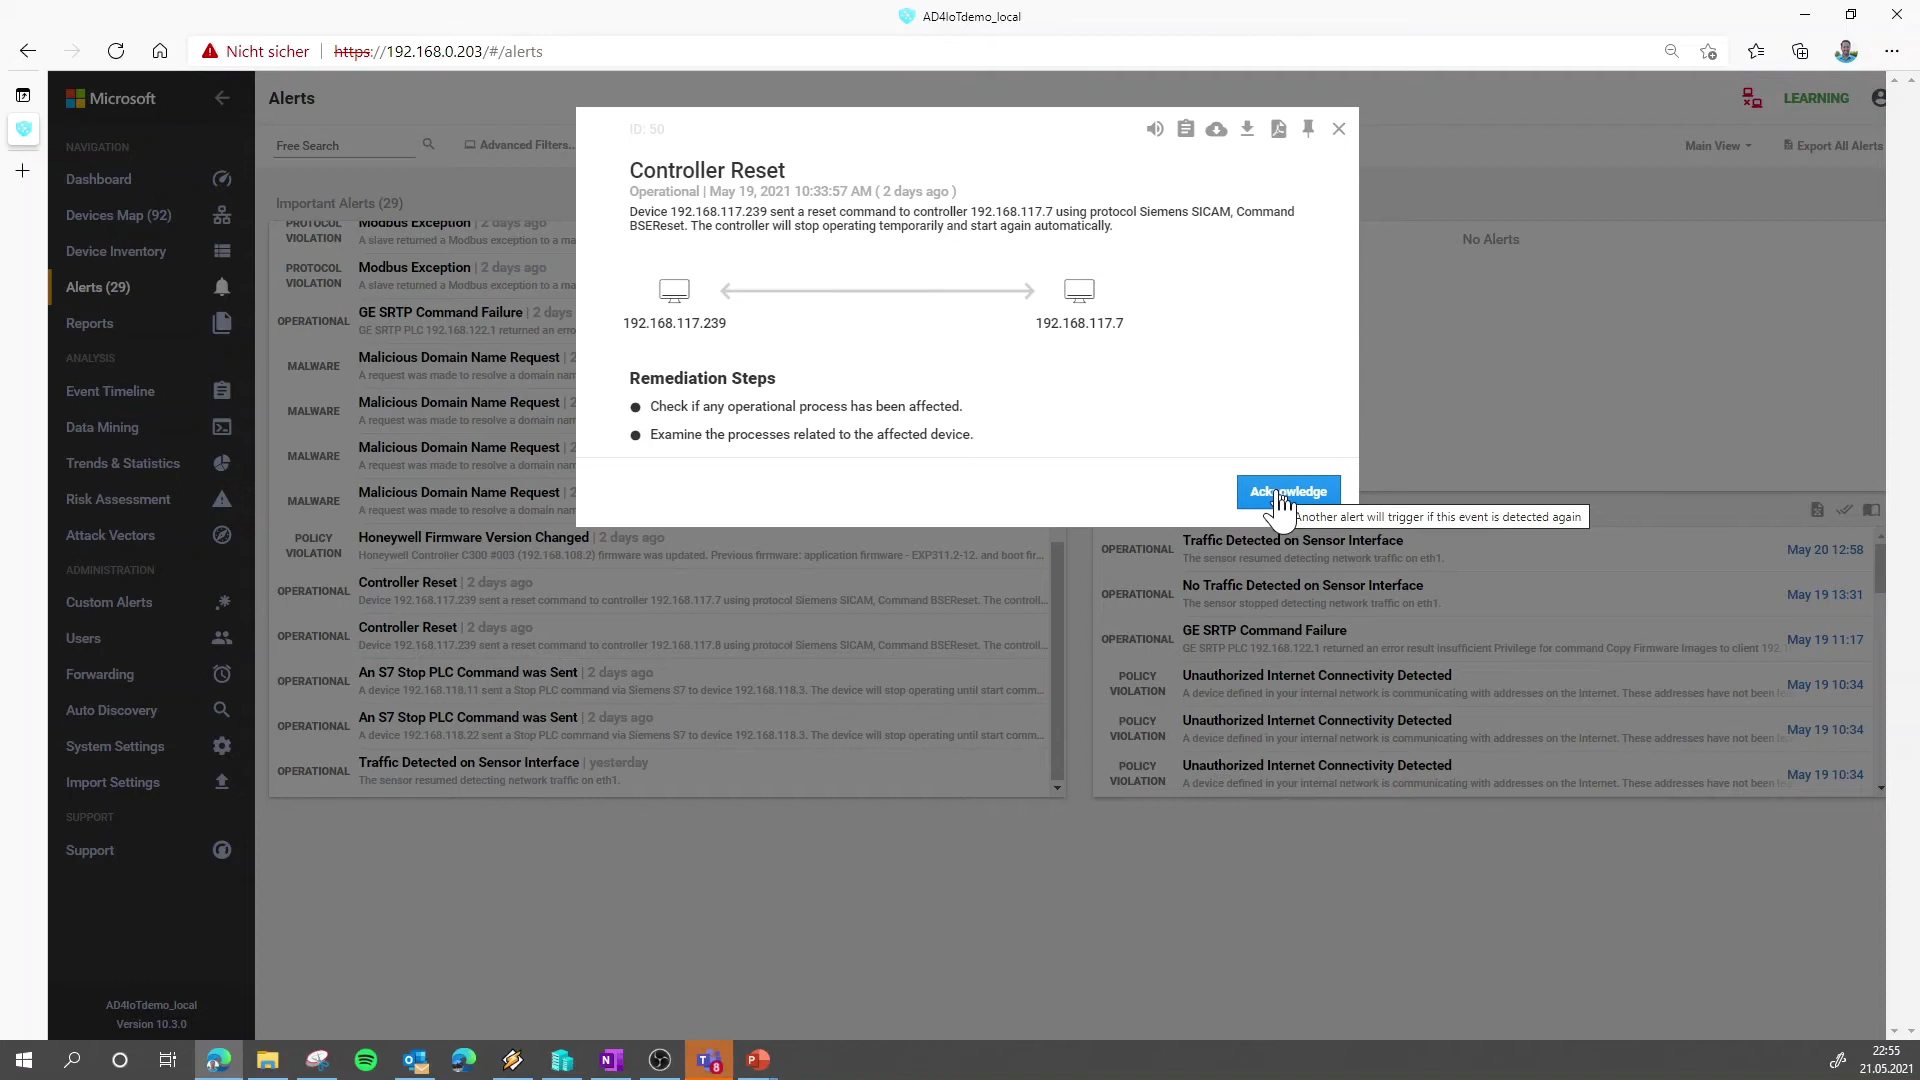 AD4IoTdemo_local
Nicht sicher
https://192.168.0.203/#/alerts
Microsoft
NAVIGATION
Dashboard
Devices Map (92)
Device Inventory
Alerts (29)
Reports
ANALYSIS
Event Timeline
Data Mining
Trends & Statistics
Risk Assessment
Attack Vectors
ADMINISTRATION
Custom Alerts
Users
Forwarding
Auto Discovery
System Settings
Import Settings
SUPPORT
Support
AD4IoTdemo_local
Version 10.3.0
Alerts
LEARNING
Free Search
Advanced Filters..
Main View
Export All Alerts
Important Alerts (29)
PROTOCOL VIOLATION
Modbus Exception | 2 days ago
A slave returned a Modbus exception to a ma
PROTOCOL VIOLATION
Modbus Exception | 2 days ago
A slave returned a Modbus exception to a ma
OPERATIONAL
GE SRTP Command Failure | 2 days
GE SRTP PLC 192.168.122.1 returned an error
MALWARE
Malicious Domain Name Request | 2
A request was made to resolve a domain nam
MALWARE
Malicious Domain Name Request | 2
A request was made to resolve a domain nam
MALWARE
Malicious Domain Name Request | 2
A request was made to resolve a domain nam
MALWARE
Malicious Domain Name Request | 2
A request was made to resolve a domain nam
POLICY VIOLATION
Honeywell Firmware Version Changed | 2 days ago
Honeywell Controller C300 #003 (192.168.108.2) firmware was updated. Previous firmware: application firmware - EXP311.2-12. and boot fir...
OPERATIONAL
Controller Reset | 2 days ago
Device 192.168.117.239 sent a reset command to controller 192.168.117.7 using protocol Siemens SICAM, Command BSEReset. The controll...
OPERATIONAL
Controller Reset | 2 days ago
Device 192.168.117.239 sent a reset command to controller 192.168.117.8 using protocol Siemens SICAM, Command BSEReset. The controll...
OPERATIONAL
An S7 Stop PLC Command was Sent | 2 days ago
A device 192.168.118.11 sent a Stop PLC command via Siemens S7 to device 192.168.118.3. The device will stop operating until start comm...
OPERATIONAL
An S7 Stop PLC Command was Sent | 2 days ago
A device 192.168.118.22 sent a Stop PLC command via Siemens S7 to device 192.168.118.3. The device will stop operating until start comm...
OPERATIONAL
Traffic Detected on Sensor Interface | yesterday
The sensor resumed detecting network traffic on eth1.
ID: 50
Controller Reset
Operational | May 19, 2021 10:33:57 AM ( 2 days ago )
Device 192.168.117.239 sent a reset command to controller 192.168.117.7 using protocol Siemens SICAM, Command
BSEReset. The controller will stop operating temporarily and start again automatically.
192.168.117.239
192.168.117.7
Remediation Steps
Check if any operational process has been affected.
Examine the processes related to the affected device.
Acknowledge
Another alert will trigger if this event is detected again
No Alerts
OPERATIONAL
Traffic Detected on Sensor Interface
The sensor resumed detecting network traffic on eth1.
May 20 12:58
OPERATIONAL
No Traffic Detected on Sensor Interface
The sensor stopped detecting network traffic on eth1.
May 19 13:31
OPERATIONAL
GE SRTP Command Failure
GE SRTP PLC 192.168.122.1 returned an error result Insufficient Privilege for command Copy Firmware Images to client 192.
May 19 11:17
POLICY VIOLATION
Unauthorized Internet Connectivity Detected
A device defined in your internal network is communicating with addresses on the Internet. These addresses have not been
May 19 10:34
POLICY VIOLATION
Unauthorized Internet Connectivity Detected
A device defined in your internal network is communicating with addresses on the Internet. These addresses have not been
May 19 10:34
POLICY VIOLATION
Unauthorized Internet Connectivity Detected
A device defined in your internal network is communicating with addresses on the Internet. These addresses have not been
May 19 10:34
8
22:55
21.05.2021